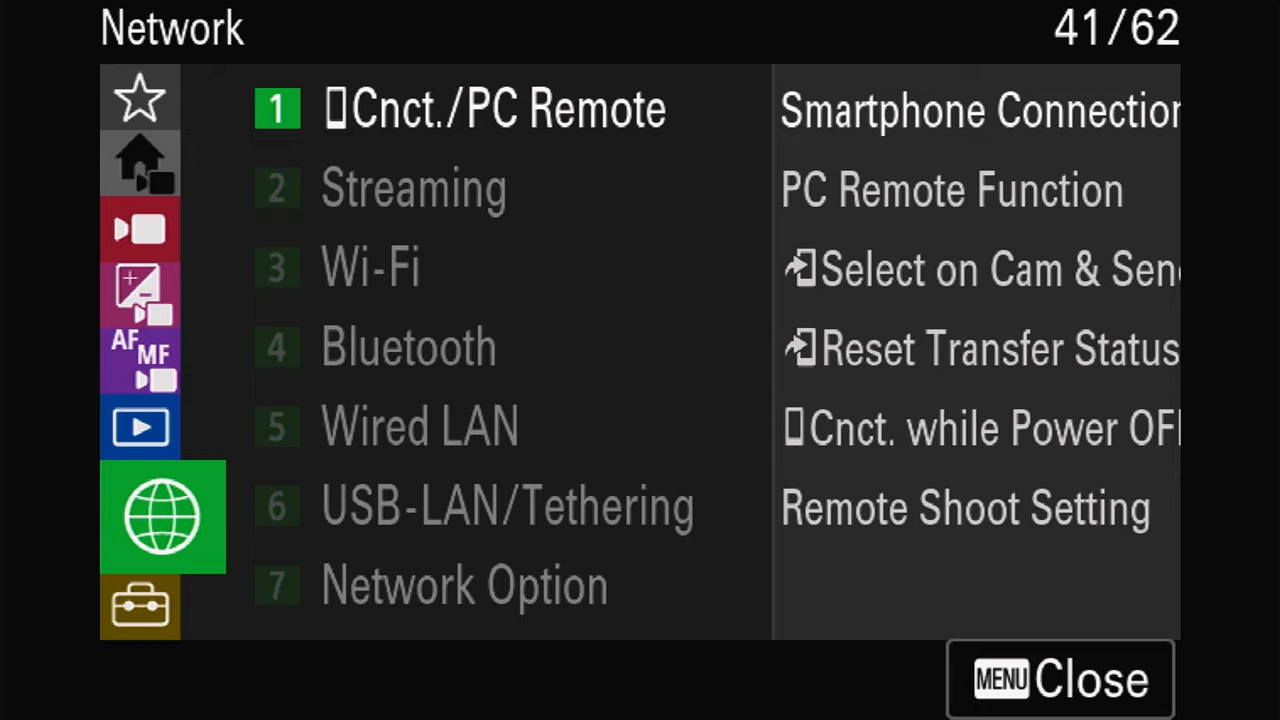 Network
41/62
1 Cnct./PC Remote
2 Streaming
3 Wi-Fi
4 Bluetooth
5 Wired LAN
6 USB-LAN/Tethering
7 Network Option
Smartphone Connection
PC Remote Function
Select on Cam & Sen
Reset Transfer Status
Cnct. while Power OF
Remote Shoot Setting
AF MF
MENU Close